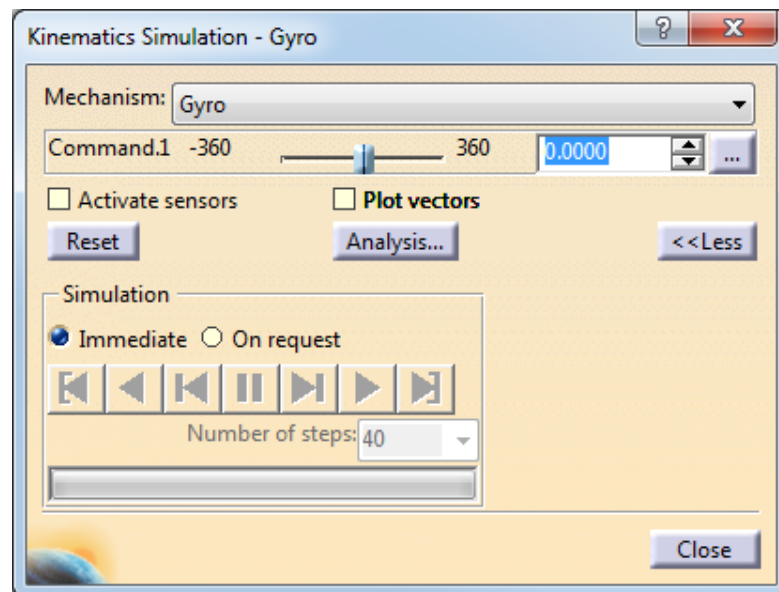 Kinematics Simulation - Gyro
Mechanism: Gyro
Command.1 -360 360 0.0000 ...
Activate sensors Plot vectors
Reset Analysis... <<Less
Simulation
Immediate On request
Number of steps: 40
Close